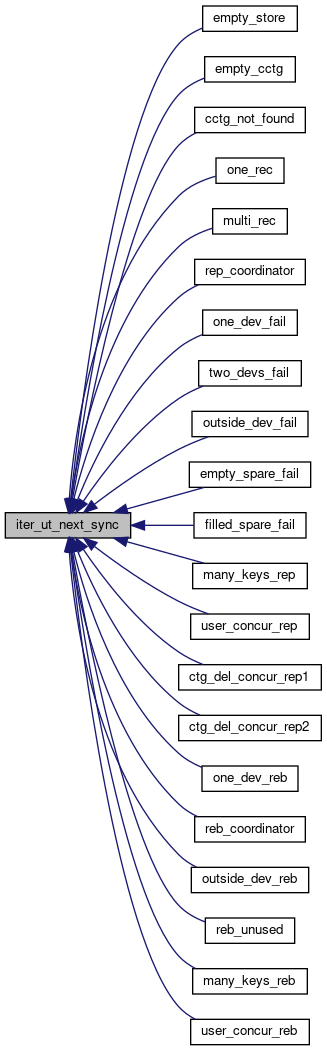 empty_store
empty_cctg
cctg_not_found
one_rec
multi_rec
rep_coordinator
one_dev_fail
two_devs_fail
outside_dev_fail
empty_spare_fail
iter_ut_next_sync
filled_spare_fail
many_keys_rep
user_concur_rep
ctg_del_concur_rep1
ctg_del_concur_rep2
one_dev_reb
reb_coordinator
outside_dev_reb
reb_unused
many_keys_reb
user_concur_reb